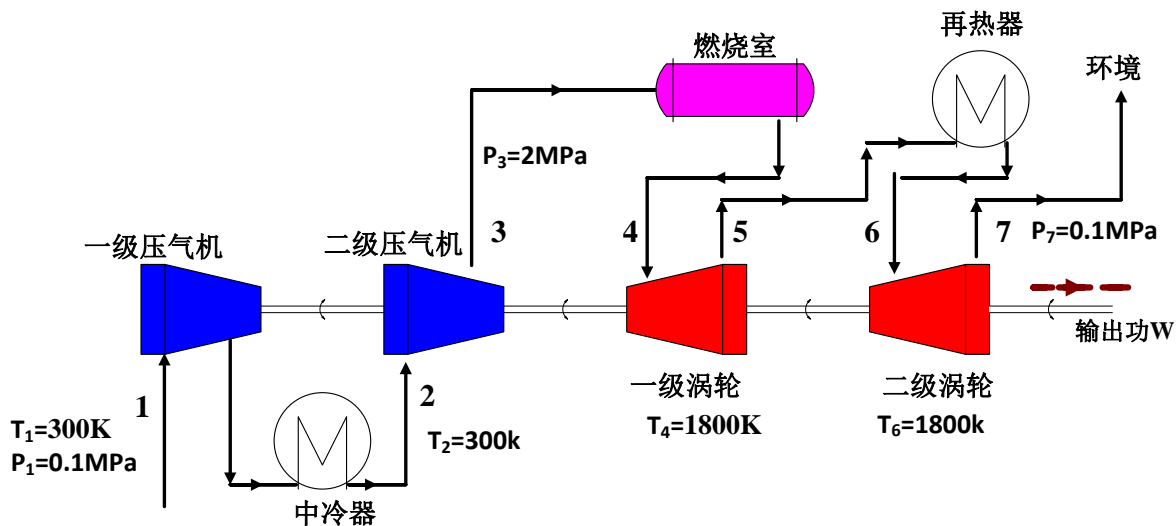 再热器
燃烧室
环境
P₃=2MPa
一级压气机
二级压气机
3
4
5
6
7
P₇=0.1MPa
输出功W
1
2
一级涡轮
二级涡轮
T₁=300K
P₁=0.1MPa
T₂=300k
T₄=1800K
T₆=1800k
中冷器